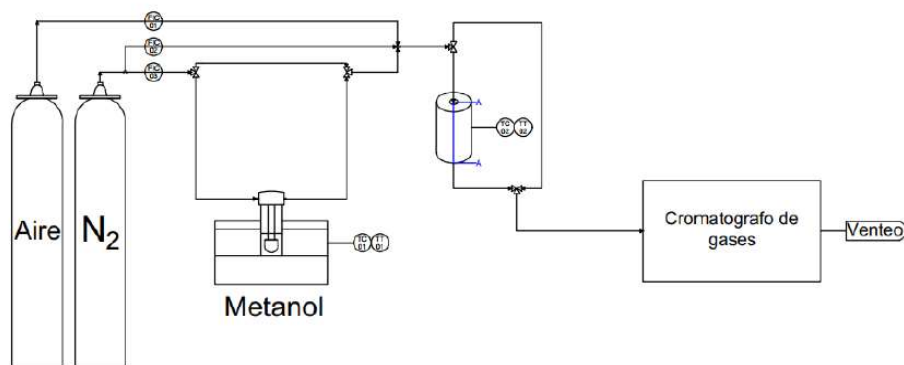 FIC
01
FIC
02
FIC
03
A
TC
02
TT
02
A
Aire
N2
TC
01
TT
01
Metanol
Cromatografo de
gases
Venteo